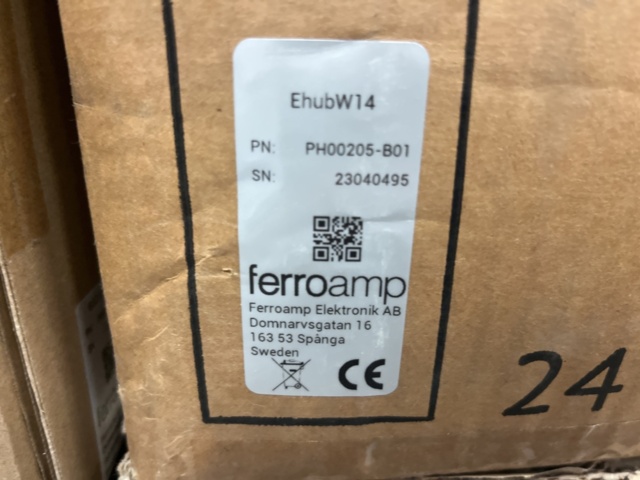 EhubW14
PN: PH00205-B01
SN: 23040495
ferroamp
Ferroamp Elektronik AB
Domnarvsgatan 16
163 53 Spånga
Sweden
CE
24